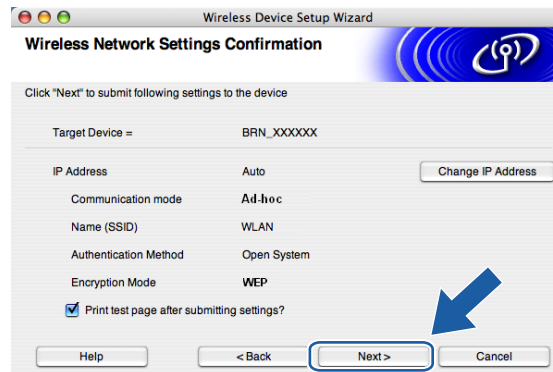 Wireless Device Setup Wizard
Wireless Network Settings Confirmation
Click "Next" to submit following settings to the device
Target Device = BRN_XXXXXX
IP Address Auto Change IP Address
Communication mode Ad-hoc
Name (SSID) WLAN
Authentication Method Open System
Encryption Mode WEP
Print test page after submitting settings?
Help < Back Next > Cancel